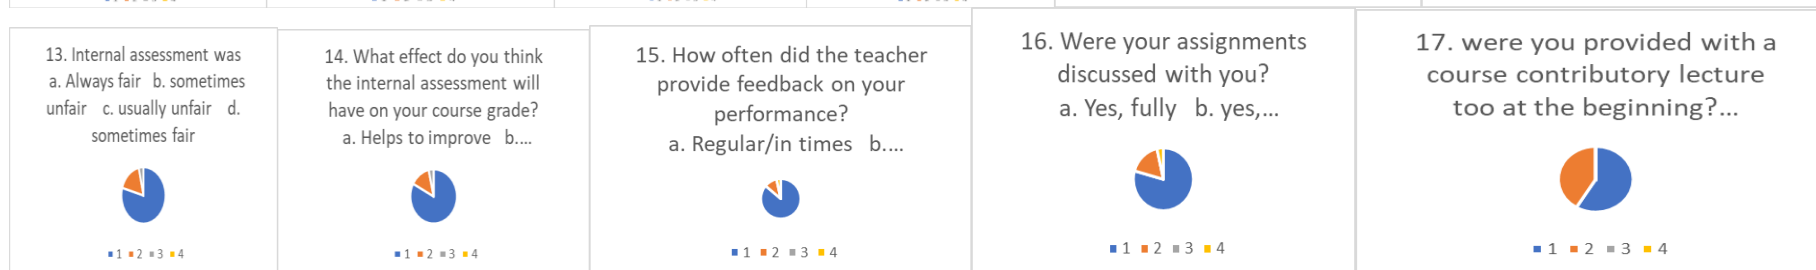 13. Internal assessment was
a. Always fair b. sometimes
unfair c. usually unfair d.
sometimes fair
1 2 3 4
14. What effect do you think
the internal assessment will
have on your course grade?
a. Helps to improve b....
1 2 3 4
15. How often did the teacher
provide feedback on your
performance?
a. Regular/in times b....
1 2 3 4
16. Were your assignments
discussed with you?
a. Yes, fully b. yes,...
1 2 3 4
17. were you provided with a
course contributory lecture
too at the beginning?...
1 2 3 4